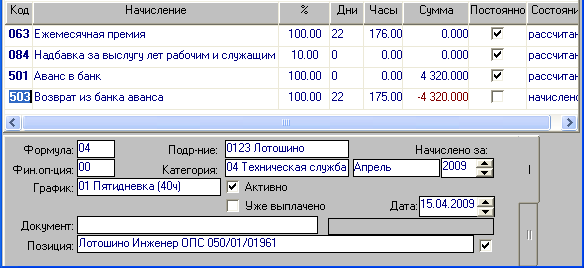 Код Начисление % Дни Часы Сумма Постоянно Состояни
063 Ежемесячная премия 100.00 22 176.00 0.000 рассчитан
084 Надбавка за выслугу лет рабочим и служащим 10.00 0 0.00 0.000 рассчитан
501 Аванс в банк 100.00 0 0.00 4 320.000 рассчитан
503 Возврат из банка аванса 100.00 22 175.00 -4 320.000 начислено
Формула: 04 Подр-ние: 0123 Лотошино Начислено за:
Фин.оп-ция: 00 Категория: 04 Техническая служба Апрель 2009
График: 01 Пятидневка (40ч) Активно
Уже выплачено Дата: 15.04.2009
Документ:
Позиция: Лотошино Инженер ОПС 050/01/01961